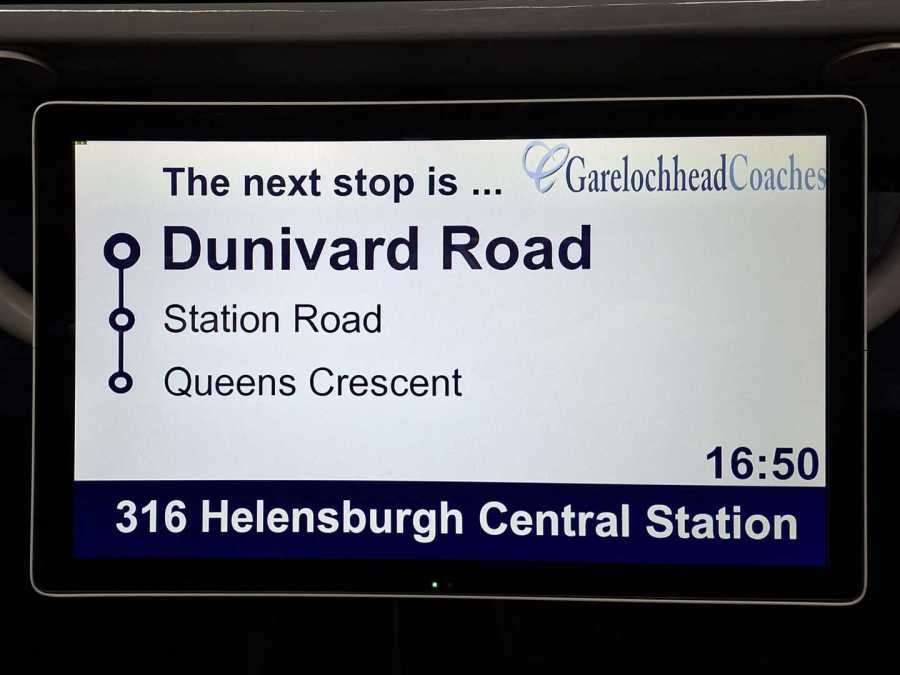 The next stop is ...
GarelochheadCoaches
Dunivard Road
Station Road
Queens Crescent
16:50
316 Helensburgh Central Station